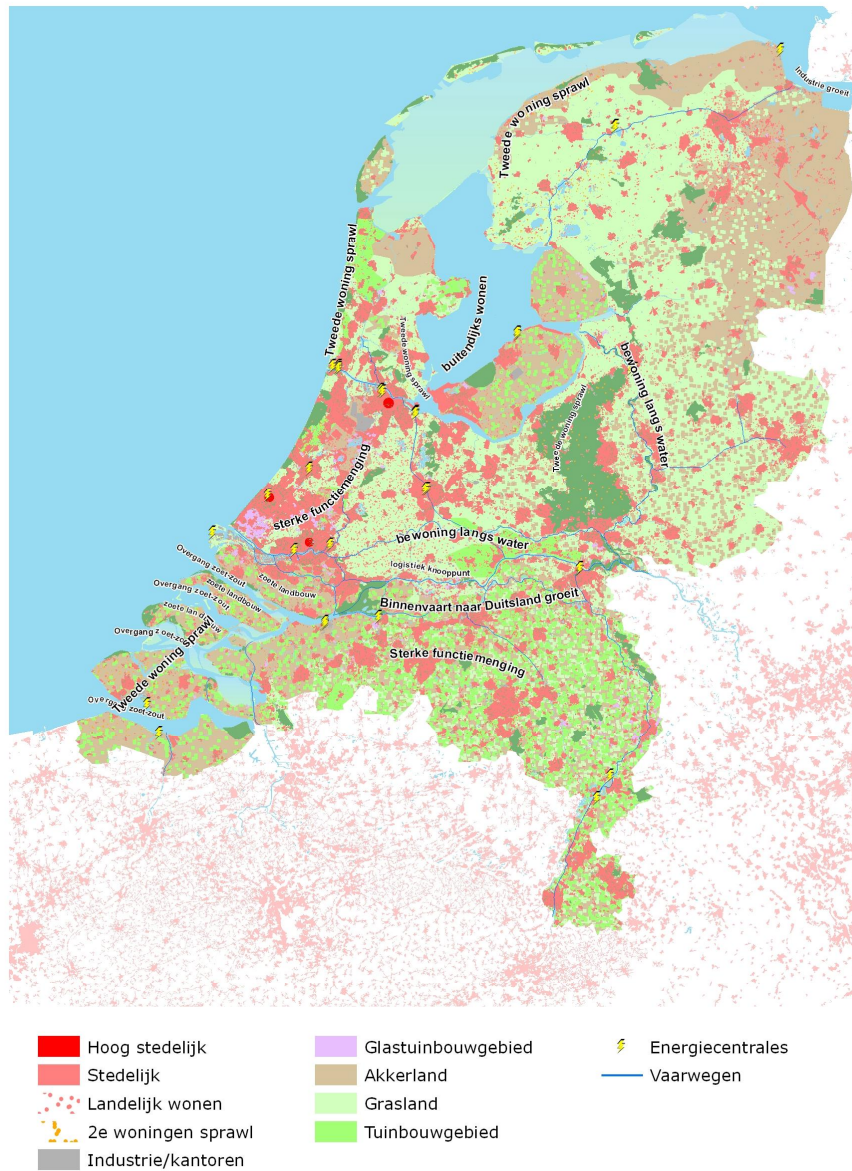 Industrie groeit
Tweede woning sprawl
Tweede woning sprawl
buitendijks wonen
Tweede woning sprawl
bewoning langs water
Tweede woning sprawl
sterke functiemenging
bewoning langs water
Overgang zoet-zout
zoete landbouw
logistiek knooppunt
Overgang zoet-zout
zoete landbouw
Binnenvaart naar Duitsland groeit
zoete landbouw
Overgang zoet-zout
Tweede woning sprawl
Sterke functiemenging
Overgang zoet-zout
Hoog stedelijk
Stedelijk
Landelijk wonen
2e woningen sprawl
Industrie/kantoren
Glastuinbouwgebied
Akkerland
Grasland
Tuinbouwgebied
Energiecentrales
Vaarwegen